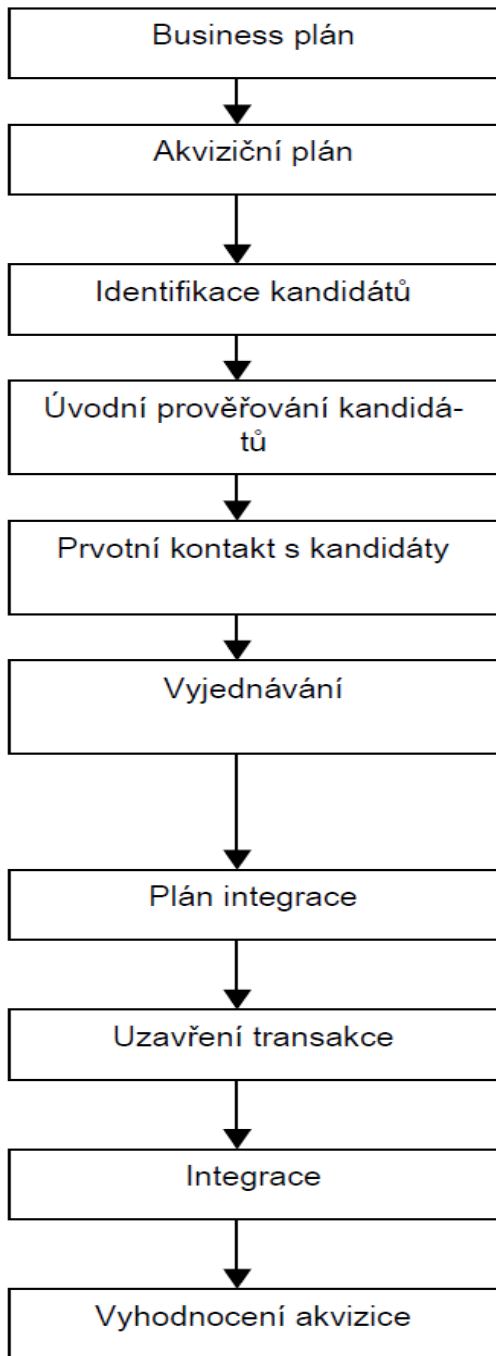 Business plán
Akviziční plán
Identifikace kandidátů
Úvodní prověřování kandidá-
tů
Prvotní kontakt s kandidáty
Vyjednávání
Plán integrace
Uzavření transakce
Integrace
Vyhodnocení akvizice